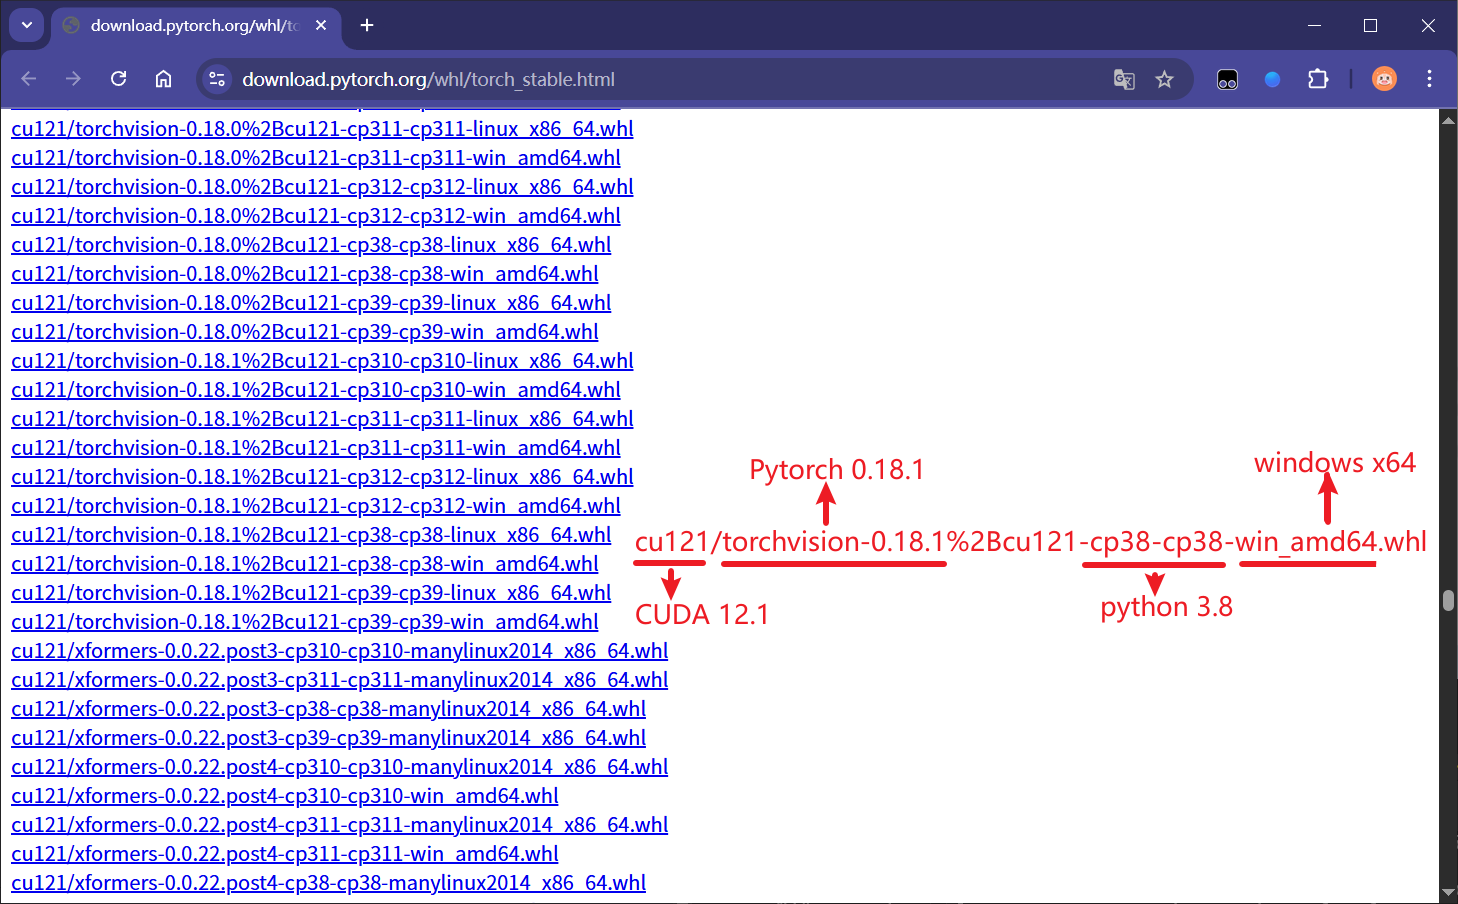 download.pytorch.org/whl/to
download.pytorch.org/whl/torch_stable.html
cu121/torchvision-0.18.0%2Bcu121-cp311-cp311-linux_x86_64.whl
cu121/torchvision-0.18.0%2Bcu121-cp311-cp311-win_amd64.whl
cu121/torchvision-0.18.0%2Bcu121-cp312-cp312-linux_x86_64.whl
cu121/torchvision-0.18.0%2Bcu121-cp312-cp312-win_amd64.whl
cu121/torchvision-0.18.0%2Bcu121-cp38-cp38-linux_x86_64.whl
cu121/torchvision-0.18.0%2Bcu121-cp38-cp38-win_amd64.whl
cu121/torchvision-0.18.0%2Bcu121-cp39-cp39-linux_x86_64.whl
cu121/torchvision-0.18.0%2Bcu121-cp39-cp39-win_amd64.whl
cu121/torchvision-0.18.1%2Bcu121-cp310-cp310-linux_x86_64.whl
cu121/torchvision-0.18.1%2Bcu121-cp310-cp310-win_amd64.whl
cu121/torchvision-0.18.1%2Bcu121-cp311-cp311-linux_x86_64.whl
cu121/torchvision-0.18.1%2Bcu121-cp311-cp311-win_amd64.whl
cu121/torchvision-0.18.1%2Bcu121-cp312-cp312-linux_x86_64.whl
cu121/torchvision-0.18.1%2Bcu121-cp312-cp312-win_amd64.whl
cu121/torchvision-0.18.1%2Bcu121-cp38-cp38-linux_x86_64.whl
cu121/torchvision-0.18.1%2Bcu121-cp38-cp38-win_amd64.whl
cu121/torchvision-0.18.1%2Bcu121-cp39-cp39-linux_x86_64.whl
cu121/torchvision-0.18.1%2Bcu121-cp39-cp39-win_amd64.whl
cu121/xformers-0.0.22.post3-cp310-cp310-manylinux2014_x86_64.whl
cu121/xformers-0.0.22.post3-cp311-cp311-manylinux2014_x86_64.whl
cu121/xformers-0.0.22.post3-cp38-cp38-manylinux2014_x86_64.whl
cu121/xformers-0.0.22.post3-cp39-cp39-manylinux2014_x86_64.whl
cu121/xformers-0.0.22.post4-cp310-cp310-manylinux2014_x86_64.whl
cu121/xformers-0.0.22.post4-cp310-cp310-win_amd64.whl
cu121/xformers-0.0.22.post4-cp311-cp311-manylinux2014_x86_64.whl
cu121/xformers-0.0.22.post4-cp311-cp311-win_amd64.whl
cu121/xformers-0.0.22.post4-cp38-cp38-manylinux2014_x86_64.whl
Pytorch 0.18.1
windows x64
cu121/torchvision-0.18.1%2Bcu121-cp38-cp38-win_amd64.whl
CUDA 12.1
python 3.8